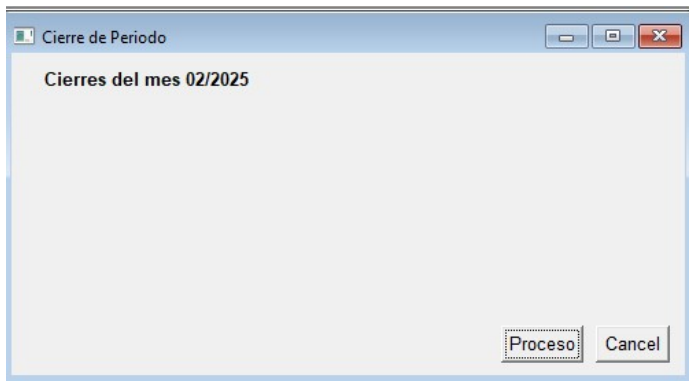 Cierre de Periodo
Cierres del mes 02/2025
Proceso
Cancel